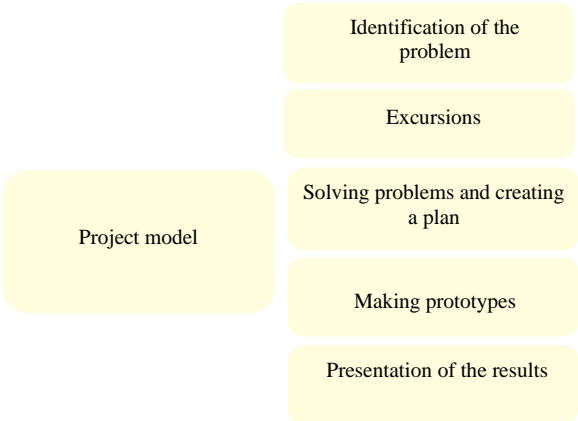 Identification of the
problem
Excursions
Solving problems and creating
a plan
Project model
Making prototypes
Presentation of the results